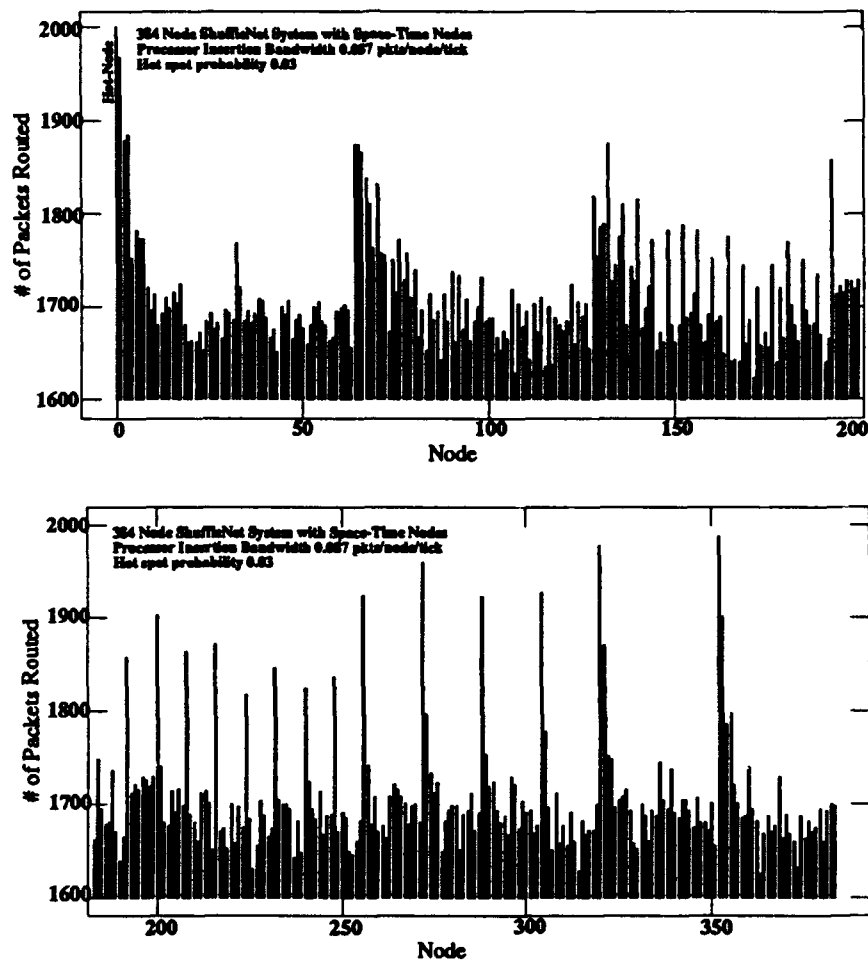 2000
1900
1800
1700
1600
# of Packets Routed
Hot-Node
384 Node ShuffleNet System with Space-Time Nodes
Processor Insertion Bandwidth 0.087 pkts/node/tick
Hot spot probability 0.03
0
50
100
150
200
Node
2000
1900
1800
1700
1600
# of Packets Routed
384 Node ShuffleNet System with Space-Time Nodes
Processor Insertion Bandwidth 0.087 pkts/node/tick
Hot spot probability 0.03
200
250
300
350
Node